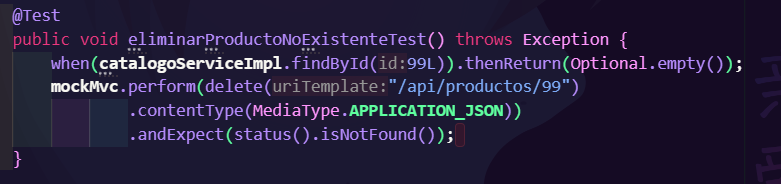 @Test
public void eliminarProductoNoExistenteTest() throws Exception {
when(catalogoServiceImpl.findById(id:99L)).thenReturn(Optional.empty());
mockMvc.perform(delete(uriTemplate:"/api/productos/99")
.contentType(MediaType.APPLICATION_JSON))
.andExpect(status().isNotFound());
}